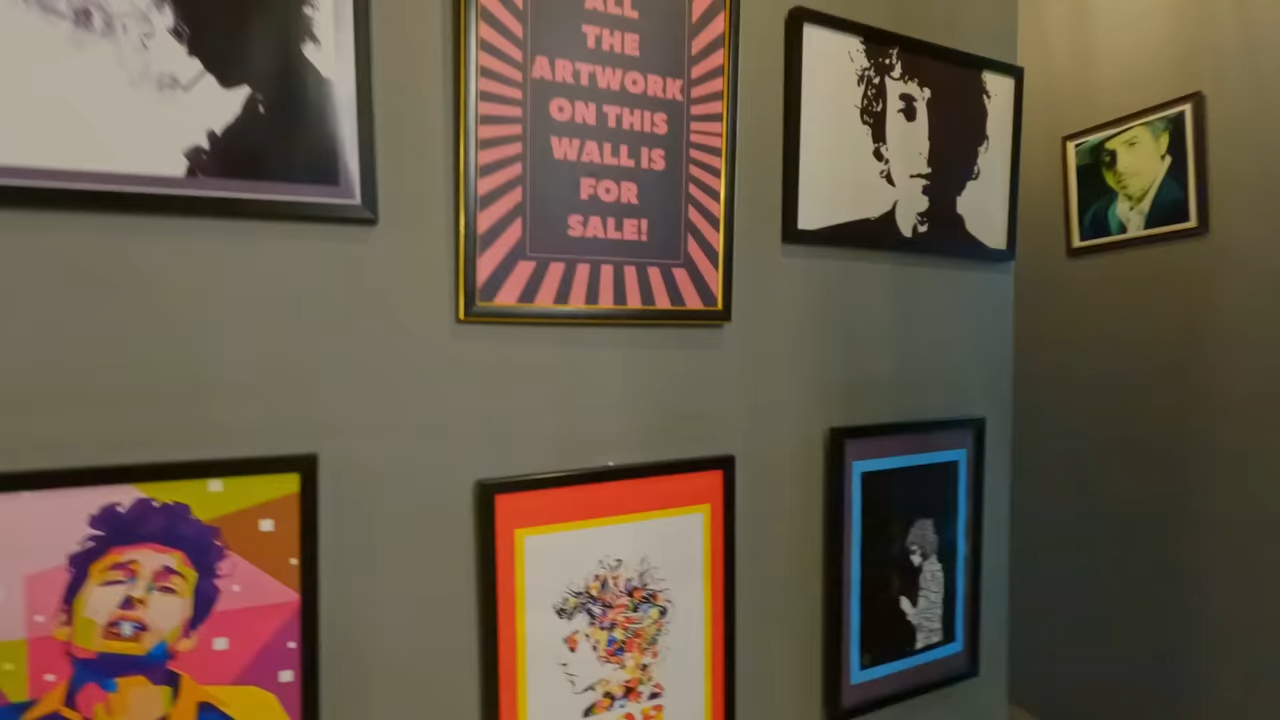 ALL
THE
ARTWORK
ON THIS
WALL IS
FOR
SALE!